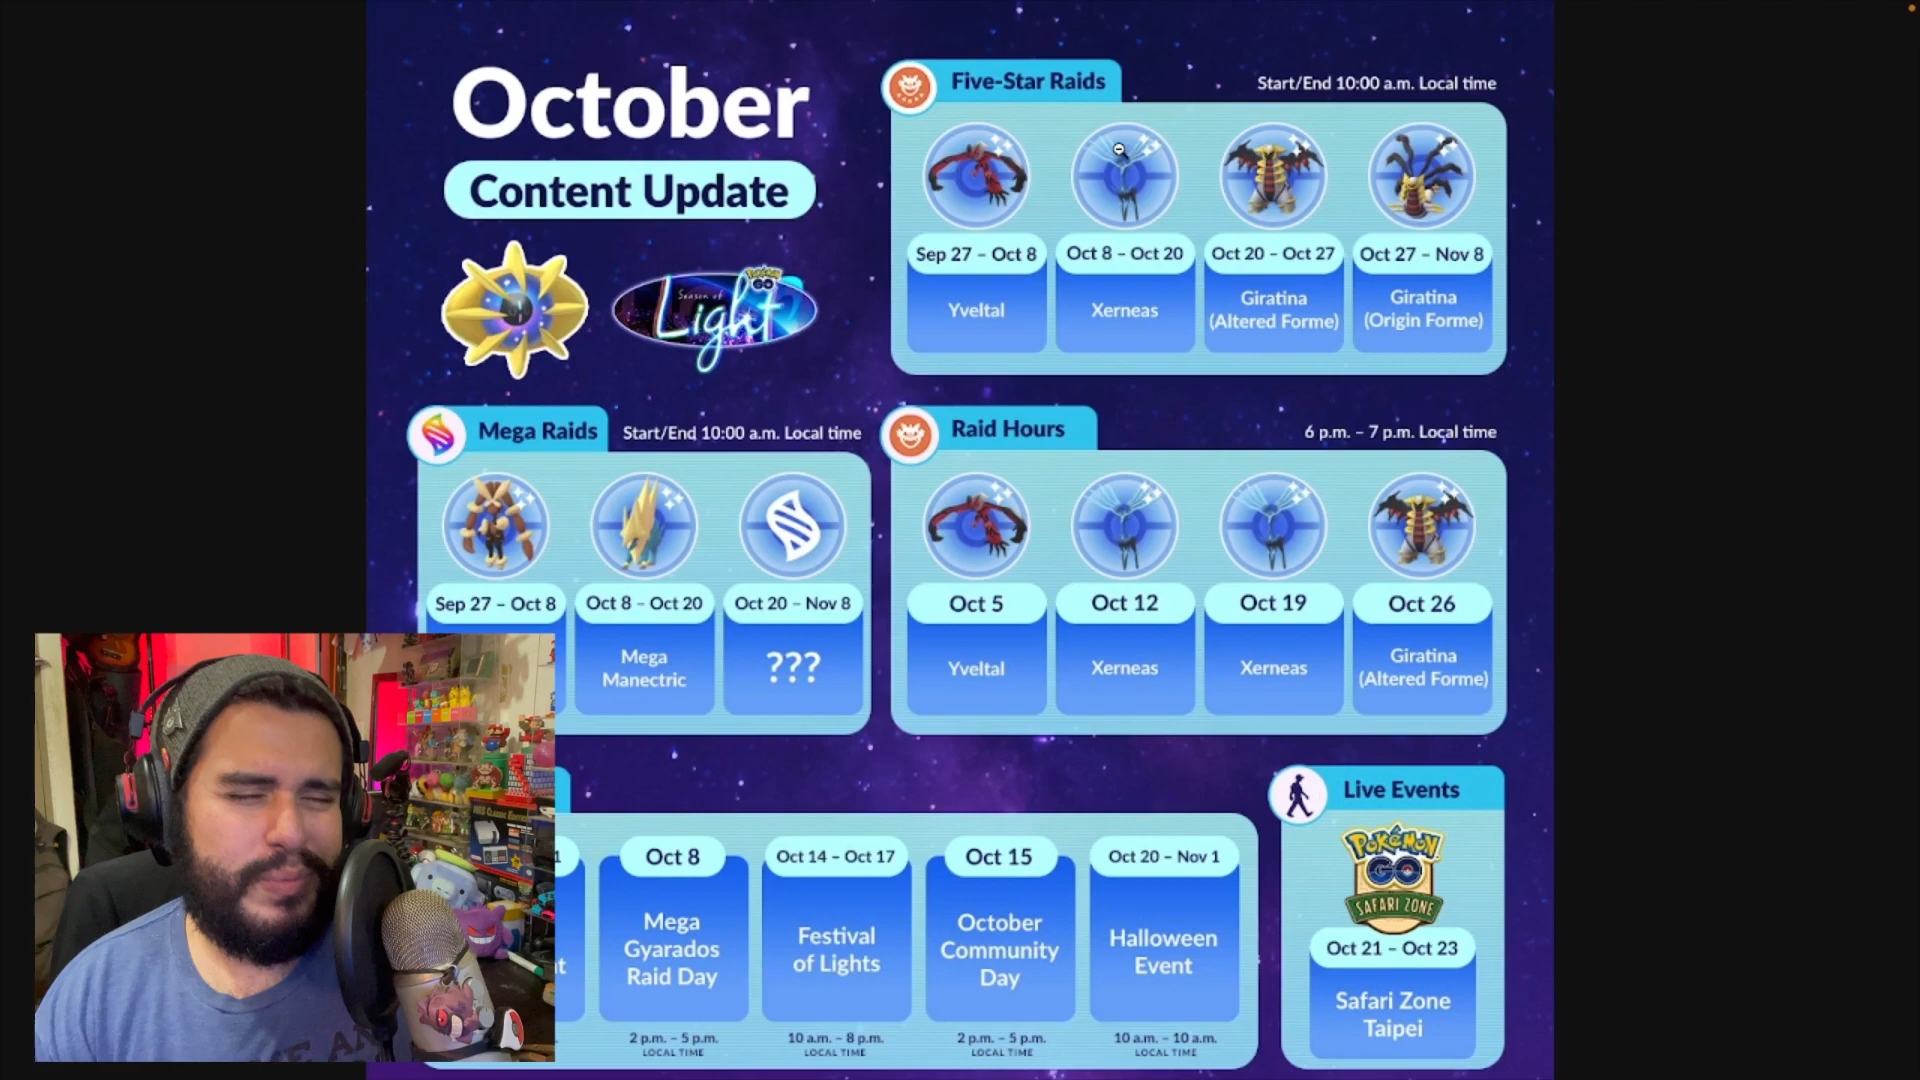 October
Content Update
Pokémon
GO
Season of
Light
Five-Star Raids
Start/End 10:00 a.m. Local time
Sep 27 – Oct 8
Oct 8 – Oct 20
Oct 20 – Oct 27
Oct 27 – Nov 8
Yveltal
Xerneas
Giratina
(Altered Forme)
Giratina
(Origin Forme)
Mega Raids
Start/End 10:00 a.m. Local time
Sep 27 – Oct 8
Oct 8 – Oct 20
Oct 20 – Nov 8
Mega
Manectric
???
Raid Hours
6 p.m. – 7 p.m. Local time
Oct 5
Oct 12
Oct 19
Oct 26
Yveltal
Xerneas
Xerneas
Giratina
(Altered Forme)
1
t
Oct 8
Mega
Gyarados
Raid Day
2 p.m. – 5 p.m.
LOCAL TIME
Oct 14 – Oct 17
Festival
of Lights
10 a.m. – 8 p.m.
LOCAL TIME
Oct 15
October
Community
Day
2 p.m. – 5 p.m.
LOCAL TIME
Oct 20 – Nov 1
Halloween
Event
10 a.m. – 10 a.m.
LOCAL TIME
Live Events
POKéMON
GO
SAFARI ZONE
Oct 21 – Oct 23
Safari Zone
Taipei